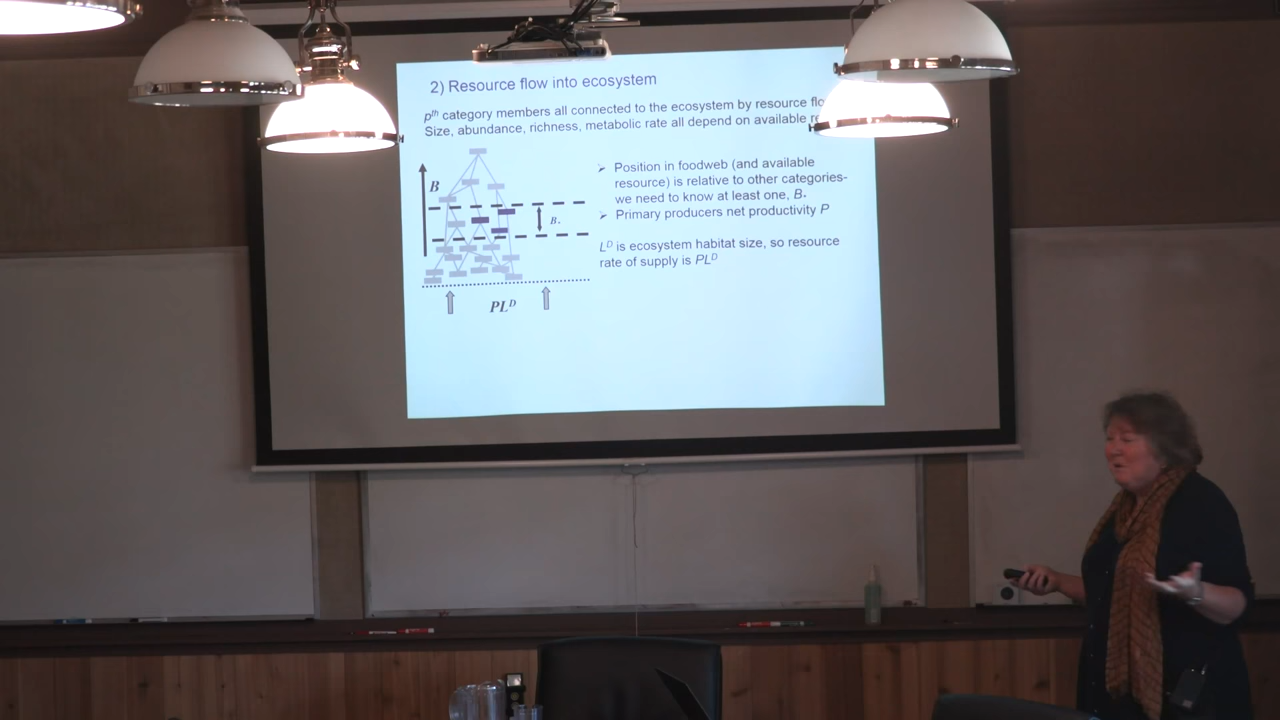 2) Resource flow into ecosystem
pth category members all connected to the ecosystem by resource
Size, abundance, richness, metabolic rate all depend on available
B
Position in foodweb (and available
resource) is relative to other categories-
we need to know at least one, B*
Primary producers net productivity P
B*
LD is ecosystem habitat size, so resource
rate of supply is PLD
PLD